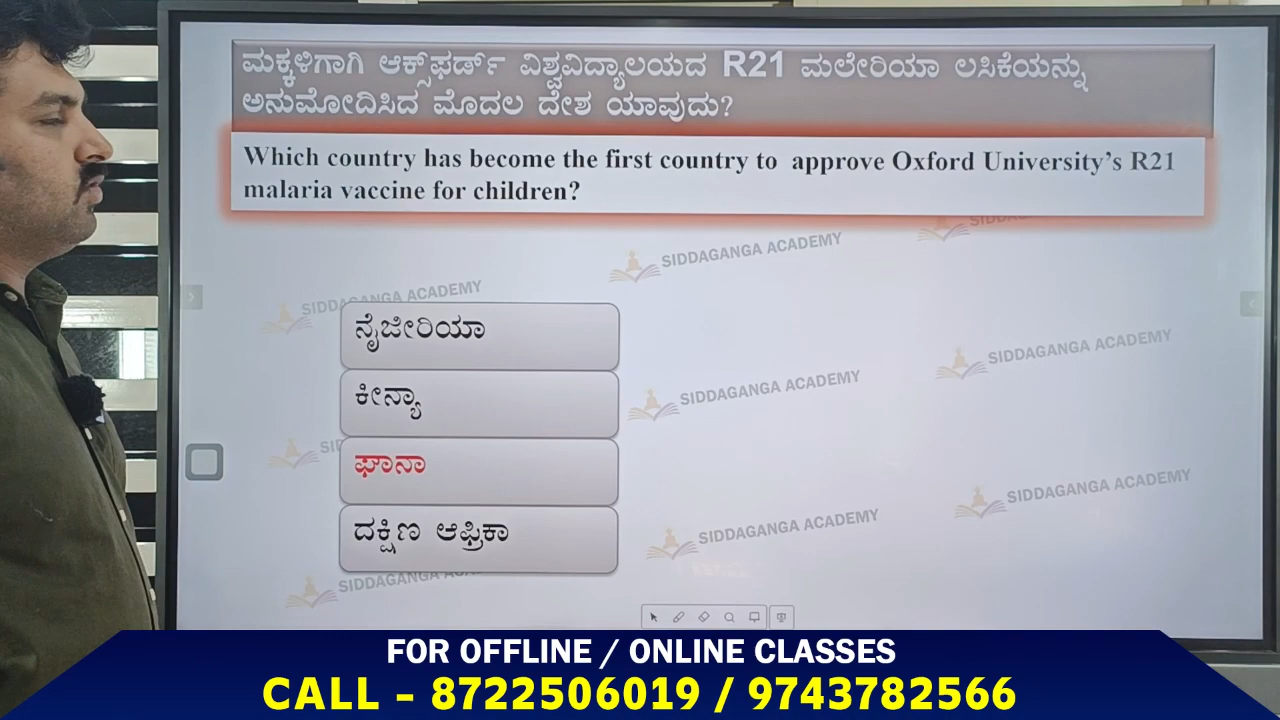 ಮಕ್ಕಳಿಗಾಗಿ ಆಕ್ಸ್‌ಫರ್ಡ್ ವಿಶ್ವವಿದ್ಯಾಲಯದ R21 ಮಲೇರಿಯಾ ಲಸಿಕೆಯನ್ನು
ಅನುಮೋದಿಸಿದ ಮೊದಲ ದೇಶ ಯಾವುದು?
Which country has become the first country to approve Oxford University's R21
malaria vaccine for children?
SIDDAGANGA ACADEMY
SIDDAGANGA ACADEMY
ನೈಜೀರಿಯಾ
SIDDAGANGA ACADEMY
SIDDAGANGA ACADEMY
ಕೀನ್ಯಾ
ಘಾನಾ
SIDDAGANGA ACADEMY
ದಕ್ಷಿಣ ಆಫ್ರಿಕಾ
SIDDAGANGA ACADEMY
SIDDAGANGA
FOR OFFLINE / ONLINE CLASSES
CALL - 8722506019 / 9743782566